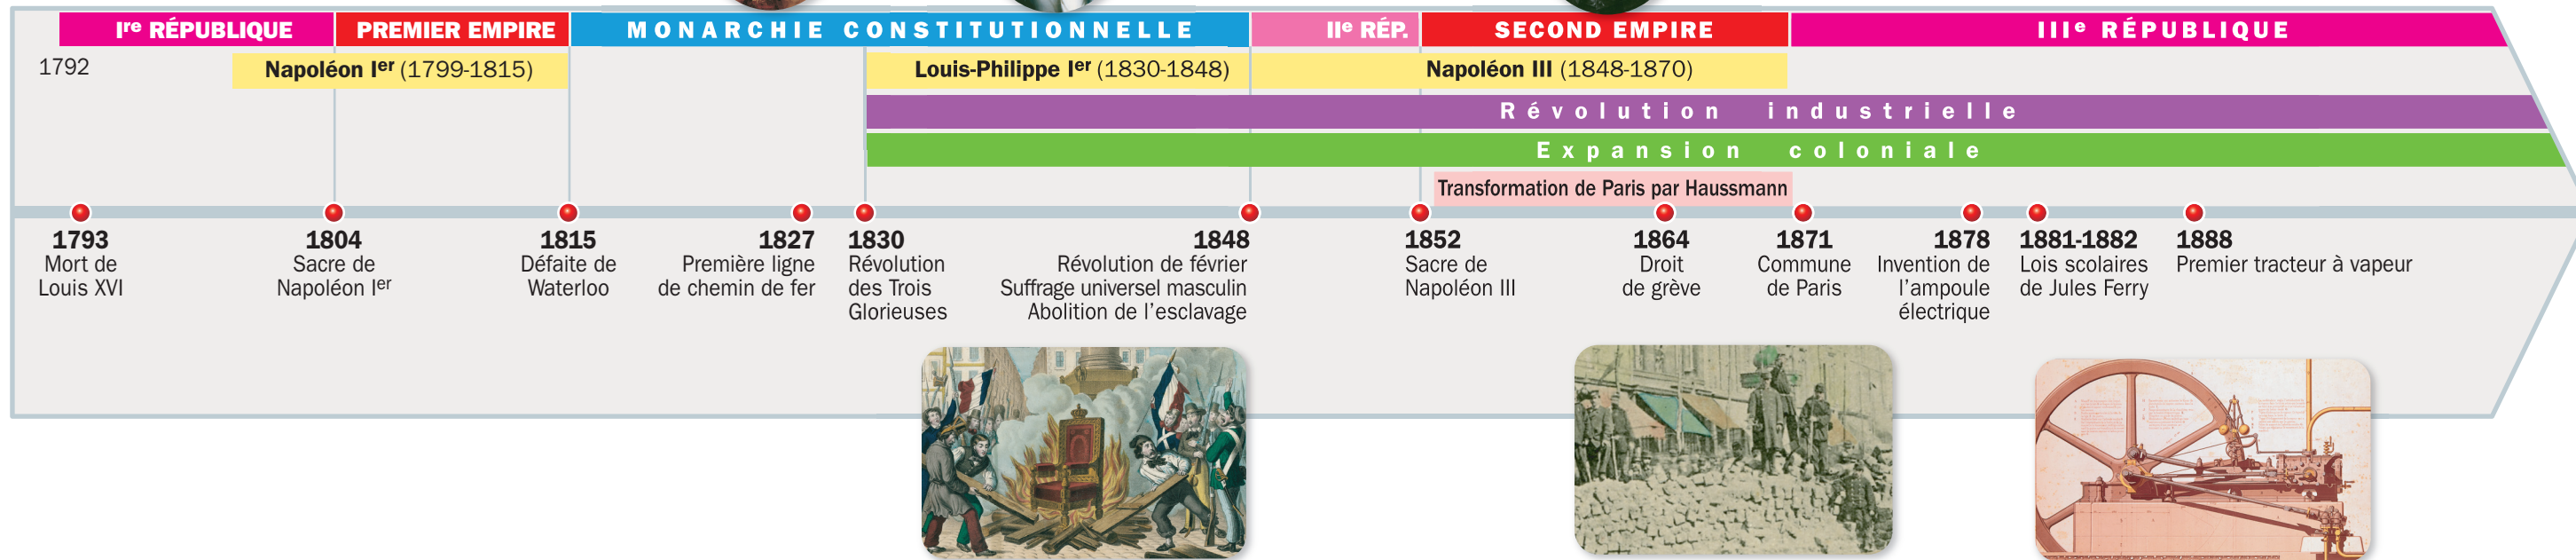 Iʳᵉ RÉPUBLIQUE
PREMIER EMPIRE
MONARCHIE CONSTITUTIONNELLE
IIᵉ RÉP.
SECOND EMPIRE
IIIᵉ RÉPUBLIQUE
1792
Napoléon Iᵉʳ (1799-1815)
Louis-Philippe Iᵉʳ (1830-1848)
Napoléon III (1848-1870)
Révolution industrielle
Expansion coloniale
Transformation de Paris par Haussmann
1793
Mort de
Louis XVI
1804
Sacre de
Napoléon Iᵉʳ
1815
Défaite de
Waterloo
1827
Première ligne
de chemin de fer
1830
Révolution
des Trois
Glorieuses
1848
Révolution de février
Suffrage universel masculin
Abolition de l'esclavage
1852
Sacre de
Napoléon III
1864
Droit
de grève
1871
Commune
de Paris
1878
Invention de
l'ampoule
électrique
1881-1882
Lois scolaires
de Jules Ferry
1888
Premier tracteur à vapeur